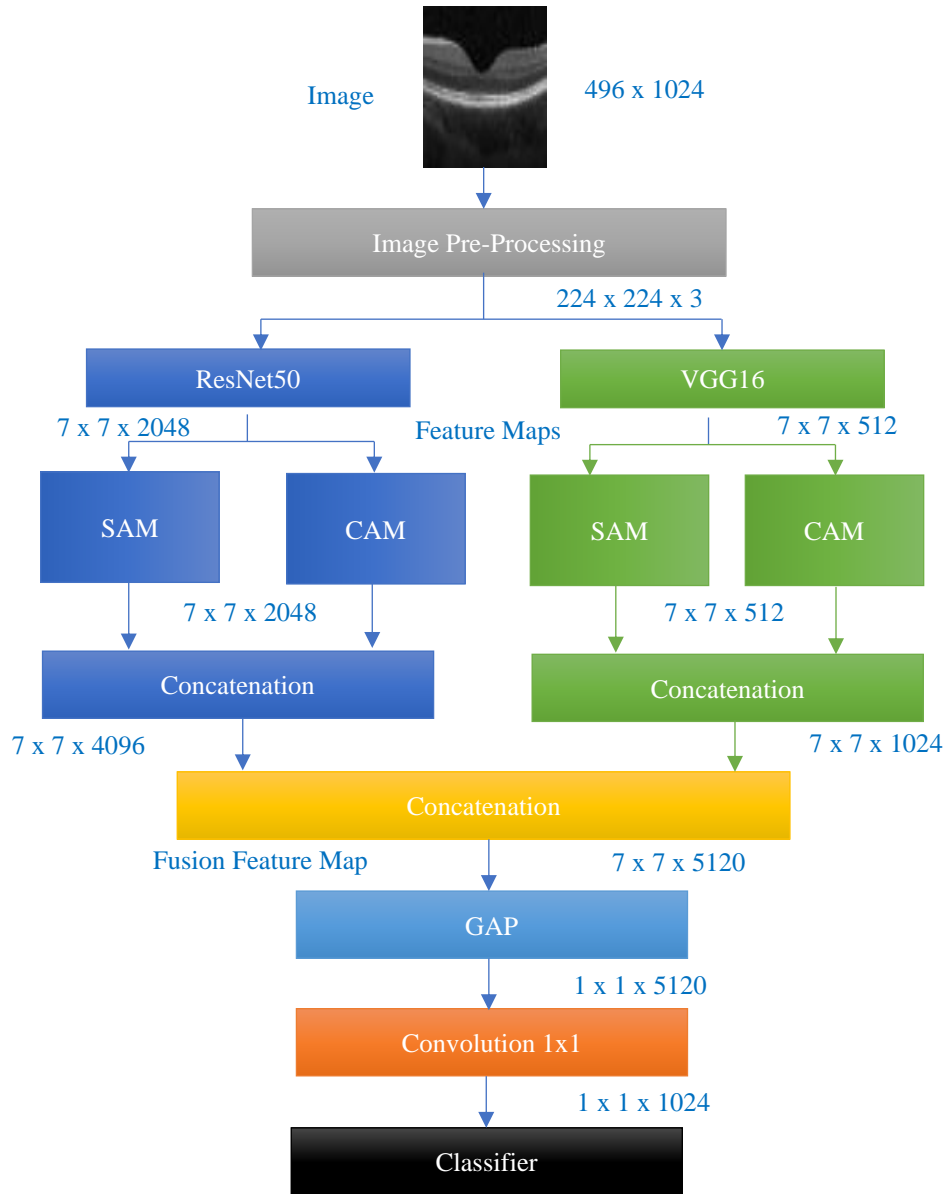 Image
496 x 1024
Image Pre-Processing
224 x 224 x 3
ResNet50
VGG16
7 x 7 x 2048
Feature Maps
7 x 7 x 512
SAM
CAM
SAM
CAM
7 x 7 x 2048
7 x 7 x 512
Concatenation
Concatenation
7 x 7 x 4096
7 x 7 x 1024
Concatenation
Fusion Feature Map
7 x 7 x 5120
GAP
1 x 1 x 5120
Convolution 1x1
1 x 1 x 1024
Classifier